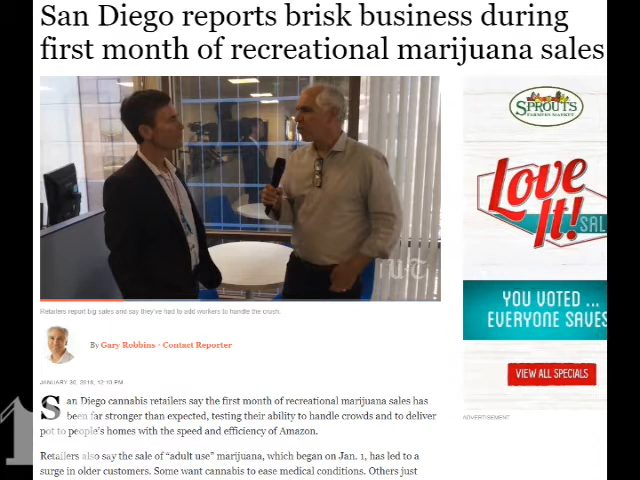 San Diego reports brisk business during
first month of recreational marijuana sales
SPROUTS
FARMERS MARKET
Love
It!
SAL
UT
Retailers report big sales and say they've had to add workers to handle the crush.
YOU VOTED ...
EVERYONE SAVES
By Gary Robbins · Contact Reporter
VIEW ALL SPECIALS
JANUARY 30, 2018, 12:10 PM
ADVERTISEMENT
San Diego cannabis retailers say the first month of recreational marijuana sales has
been far stronger than expected, testing their ability to handle crowds and to deliver
pot to people's homes with the speed and efficiency of Amazon.
Retailers also say the sale of “adult use” marijuana, which began on Jan. 1, has led to a
surge in older customers. Some want cannabis to ease medical conditions. Others just